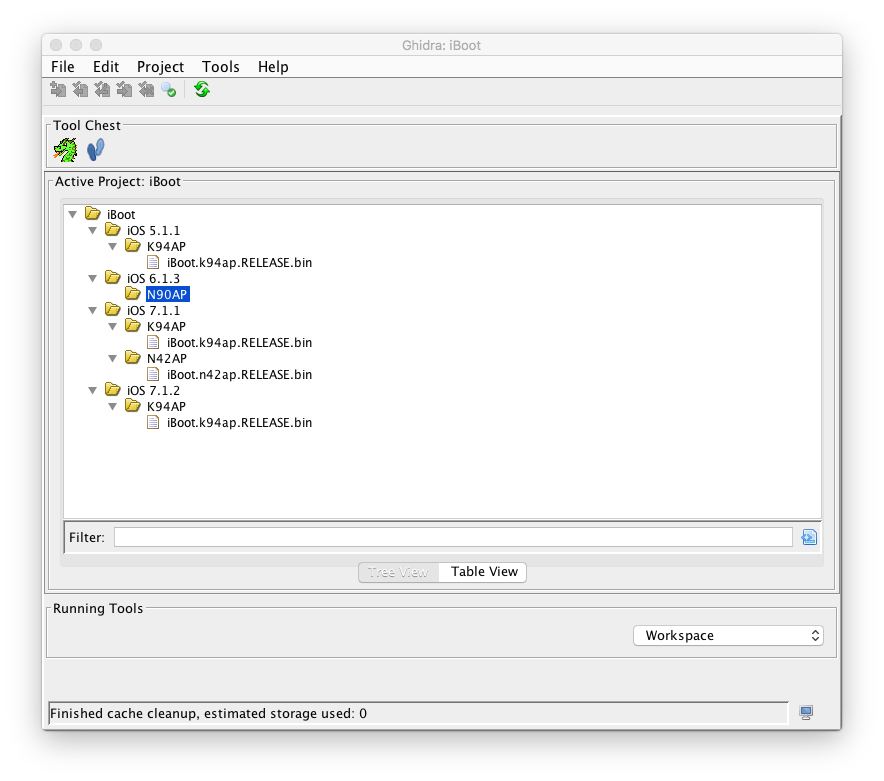 Ghidra: iBoot
File Edit Project Tools Help
Tool Chest
Active Project: iBoot
iBoot
iOS 5.1.1
K94AP
iBoot.k94ap.RELEASE.bin
iOS 6.1.3
N90AP
iOS 7.1.1
K94AP
iBoot.k94ap.RELEASE.bin
N42AP
iBoot.n42ap.RELEASE.bin
iOS 7.1.2
K94AP
iBoot.k94ap.RELEASE.bin
Filter:
Tree View Table View
Running Tools
Workspace
Finished cache cleanup, estimated storage used: 0